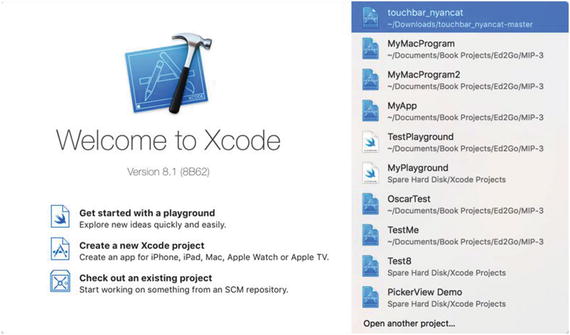 XCODE
Welcome to Xcode
Version 8.1 (8B62)
Get started with a playground
Explore new ideas quickly and easily.
Create a new Xcode project
Create an app for iPhone, iPad, Mac, Apple Watch or Apple TV.
Check out an existing project
Start working on something from an SCM repository.
touchbar_nyancat
~/Downloads/touchbar_nyancat-master
MyMacProgram
~/Documents/Book Projects/Ed2Go/MIP-3
MyMacProgram2
~/Documents/Book Projects/Ed2Go/MIP-3
MyApp
~/Documents/Book Projects/Ed2Go/MIP-3
TestPlayground
~/Documents/Book Projects/Ed2Go/MIP-3
MyPlayground
Spare Hard Disk/Xcode Projects
OscarTest
~/Documents/Book Projects/Ed2Go/MIP-3
TestMe
~/Documents/Book Projects/Ed2Go/MIP-3
Test8
Spare Hard Disk/Xcode Projects
PickerView Demo
Spare Hard Disk/Xcode Projects
Open another project...